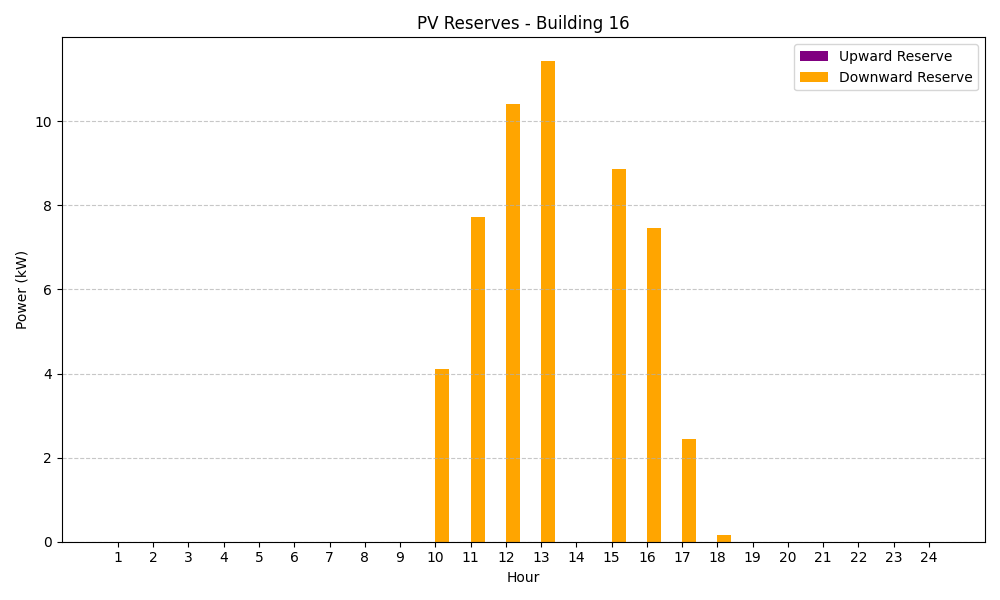 PV Reserves - Building 16
Upward Reserve
Downward Reserve
Power (kW)
10
8
6
4
2
0
1 2 3 4 5 6 7 8 9 10 11 12 13 14 15 16 17 18 19 20 21 22 23 24
Hour